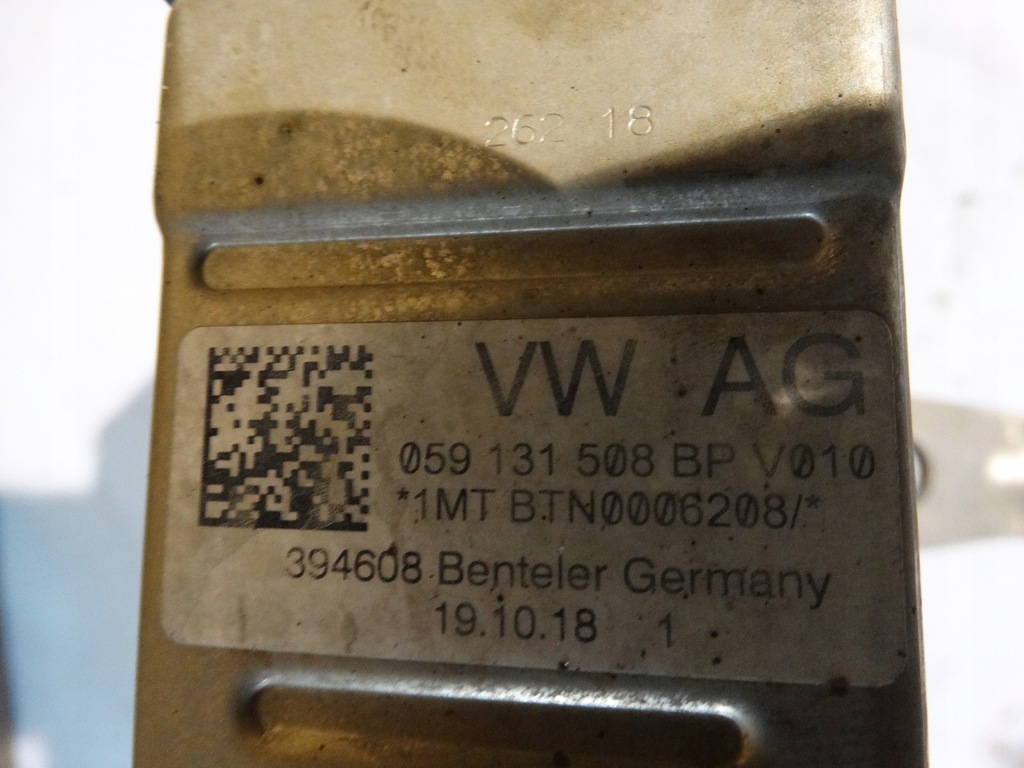 262 18
VW AG
059 131 508 BP V010
*1MT BTN0006208/*
394608 Benteler Germany
19.10.18 1